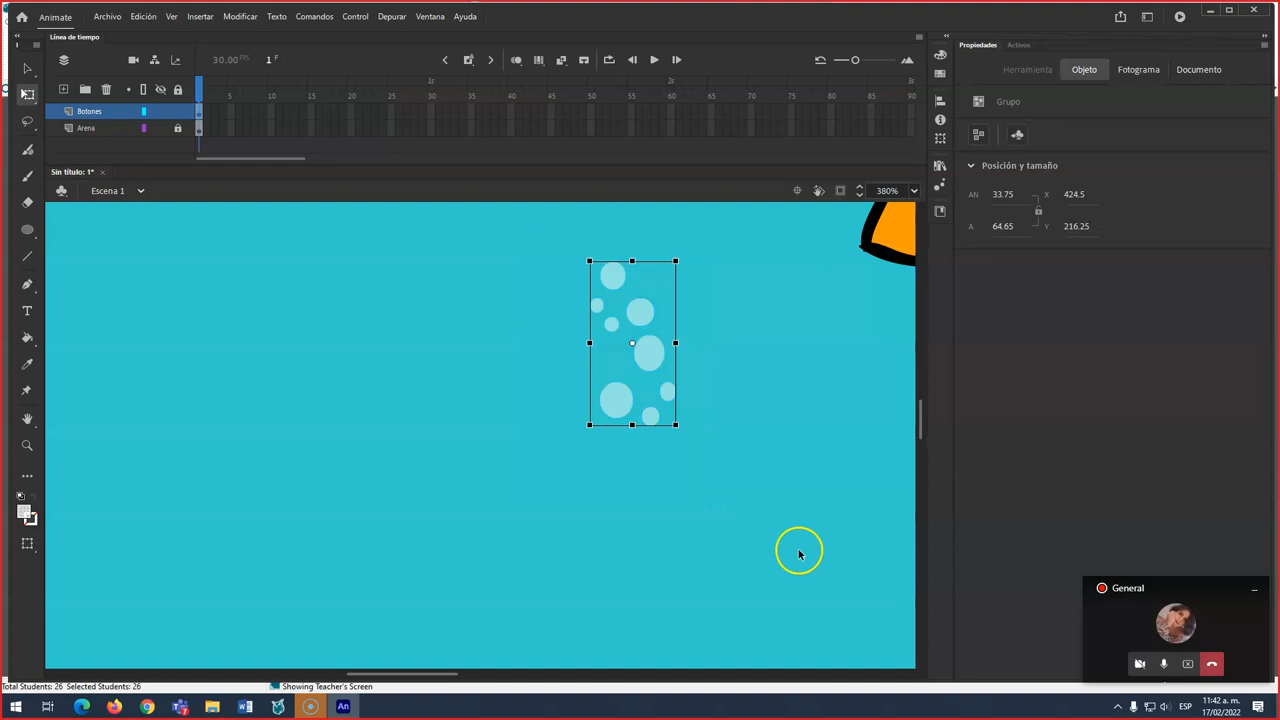 Animate Archivo Edición Ver Insertar Modificar Texto Comandos Control Depurar Ventana Ayuda
Línea de tiempo
30.00 FPS 1 F
1s 2s 3s
5 10 15 20 25 30 35 40 45 50 55 60 65 70 75 80 85 90
Botones
Arena
Sin título: 1* ×
Escena 1
380%
Propiedades Activos
Herramienta Objeto Fotograma Documento
Grupo
Posición y tamaño
AN 33.75 X 424.5
A 64.65 Y 216.25
General
Total Students: 26 Selected Students: 26 Showing Teacher's Screen
ESP
11:42 a. m.
17/02/2022